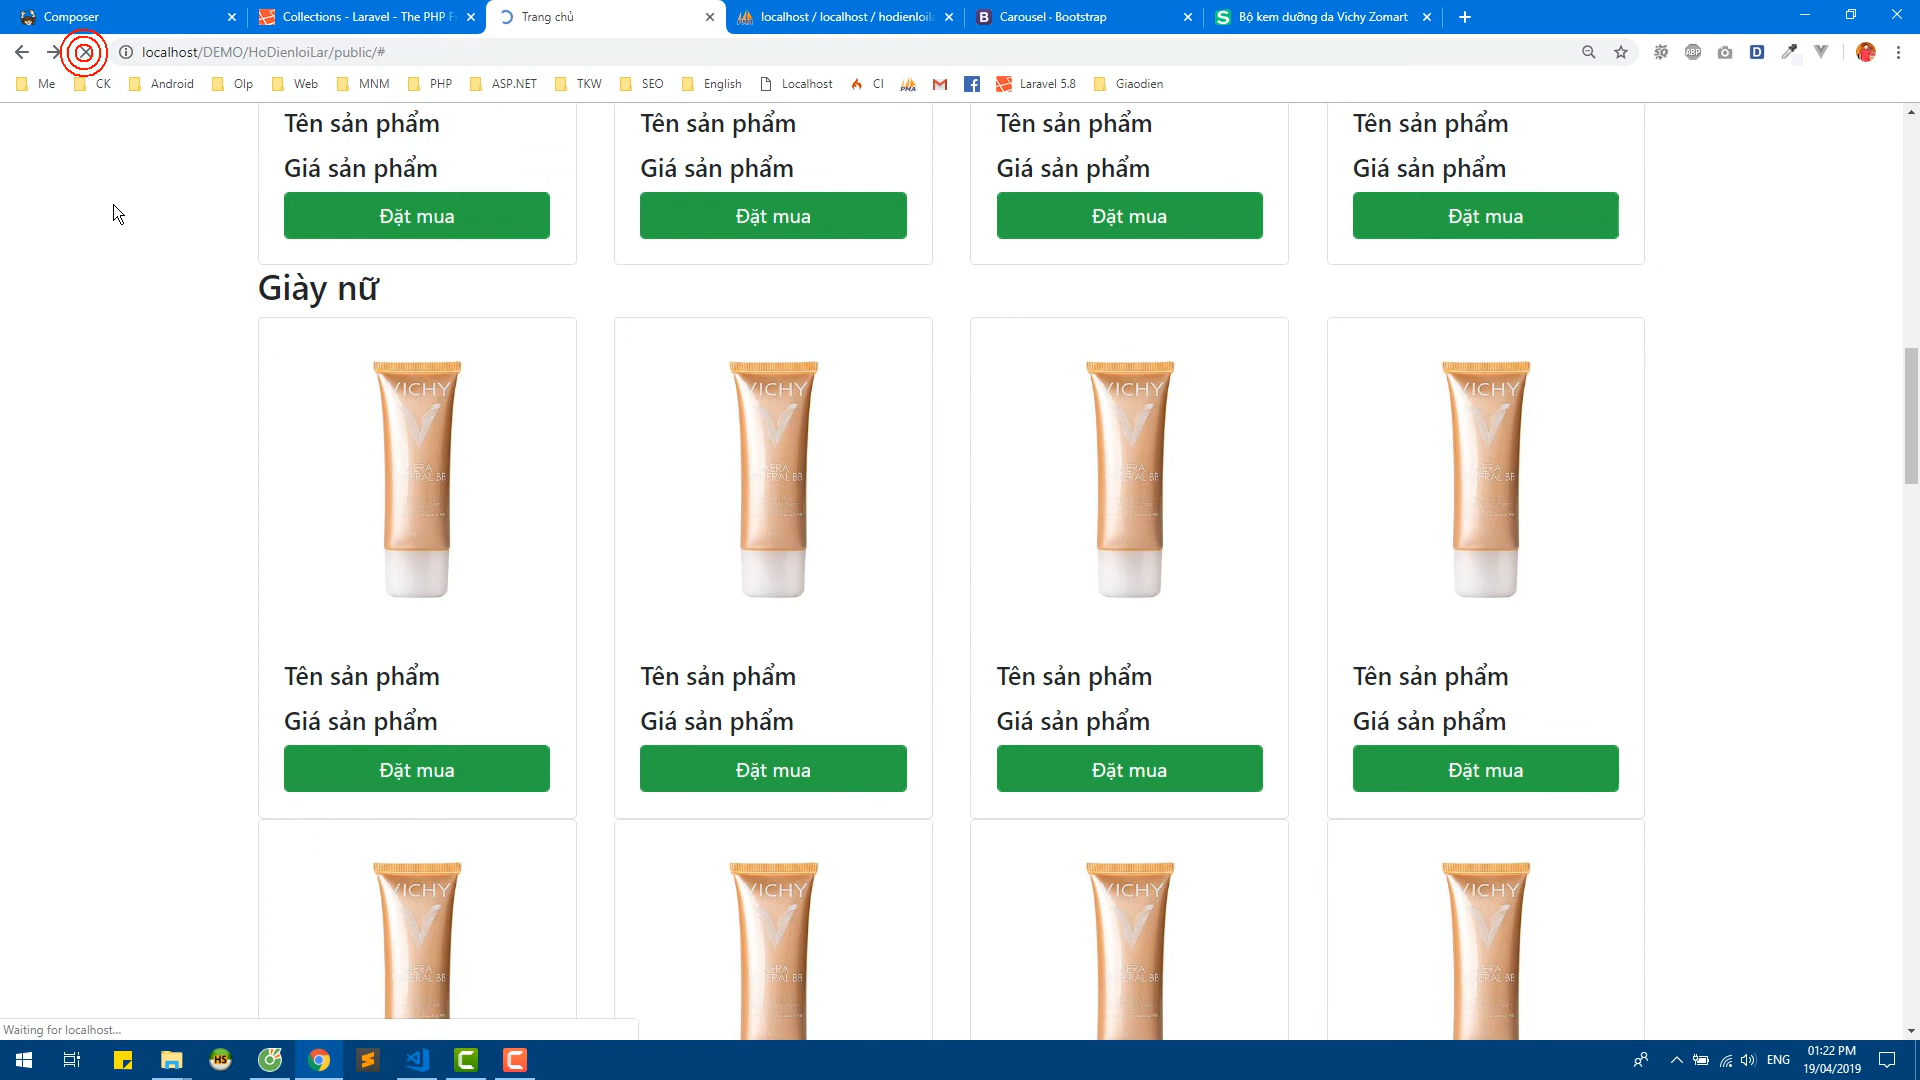 Composer
Collections - Laravel - The PHP Fr
Trang chủ
localhost / localhost / hodienloila
Carousel · Bootstrap
Bộ kem dưỡng da Vichy Zomart
localhost/DEMO/HoDienloiLar/public/#
Me
CK
Android
Olp
Web
MNM
PHP
ASP.NET
TKW
SEO
English
Localhost
CI
PMA
Laravel 5.8
Giaodien
Tên sản phẩm Tên sản phẩm Tên sản phẩm Tên sản phẩm
Giá sản phẩm Giá sản phẩm Giá sản phẩm Giá sản phẩm
Đặt mua Đặt mua Đặt mua Đặt mua
Giày nữ
VICHY VICHY VICHY VICHY
Tên sản phẩm Tên sản phẩm Tên sản phẩm Tên sản phẩm
Giá sản phẩm Giá sản phẩm Giá sản phẩm Giá sản phẩm
Đặt mua Đặt mua Đặt mua Đặt mua
VICHY VICHY VICHY VICHY
Waiting for localhost...
HS
ENG
01:22 PM
19/04/2019